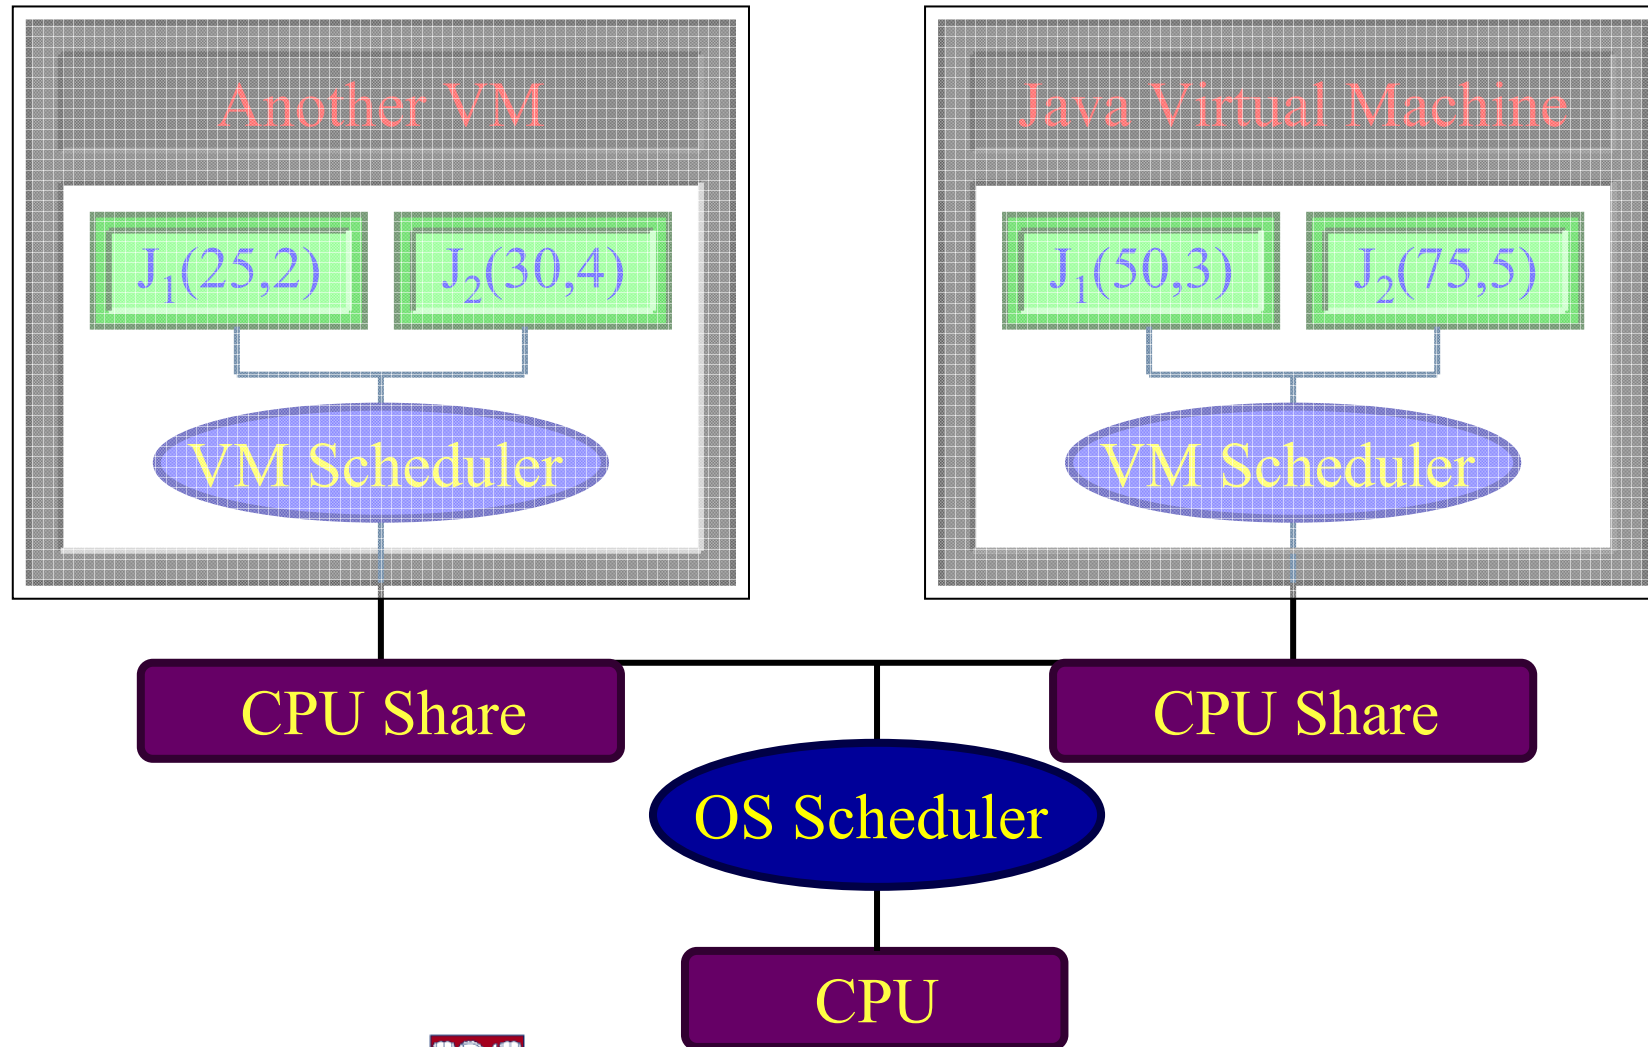 Another VM
J₁(25,2)
J₂(30,4)
VM Scheduler
Java Virtual Machine
J₁(50,3)
J₂(75,5)
VM Scheduler
CPU Share
CPU Share
OS Scheduler
CPU